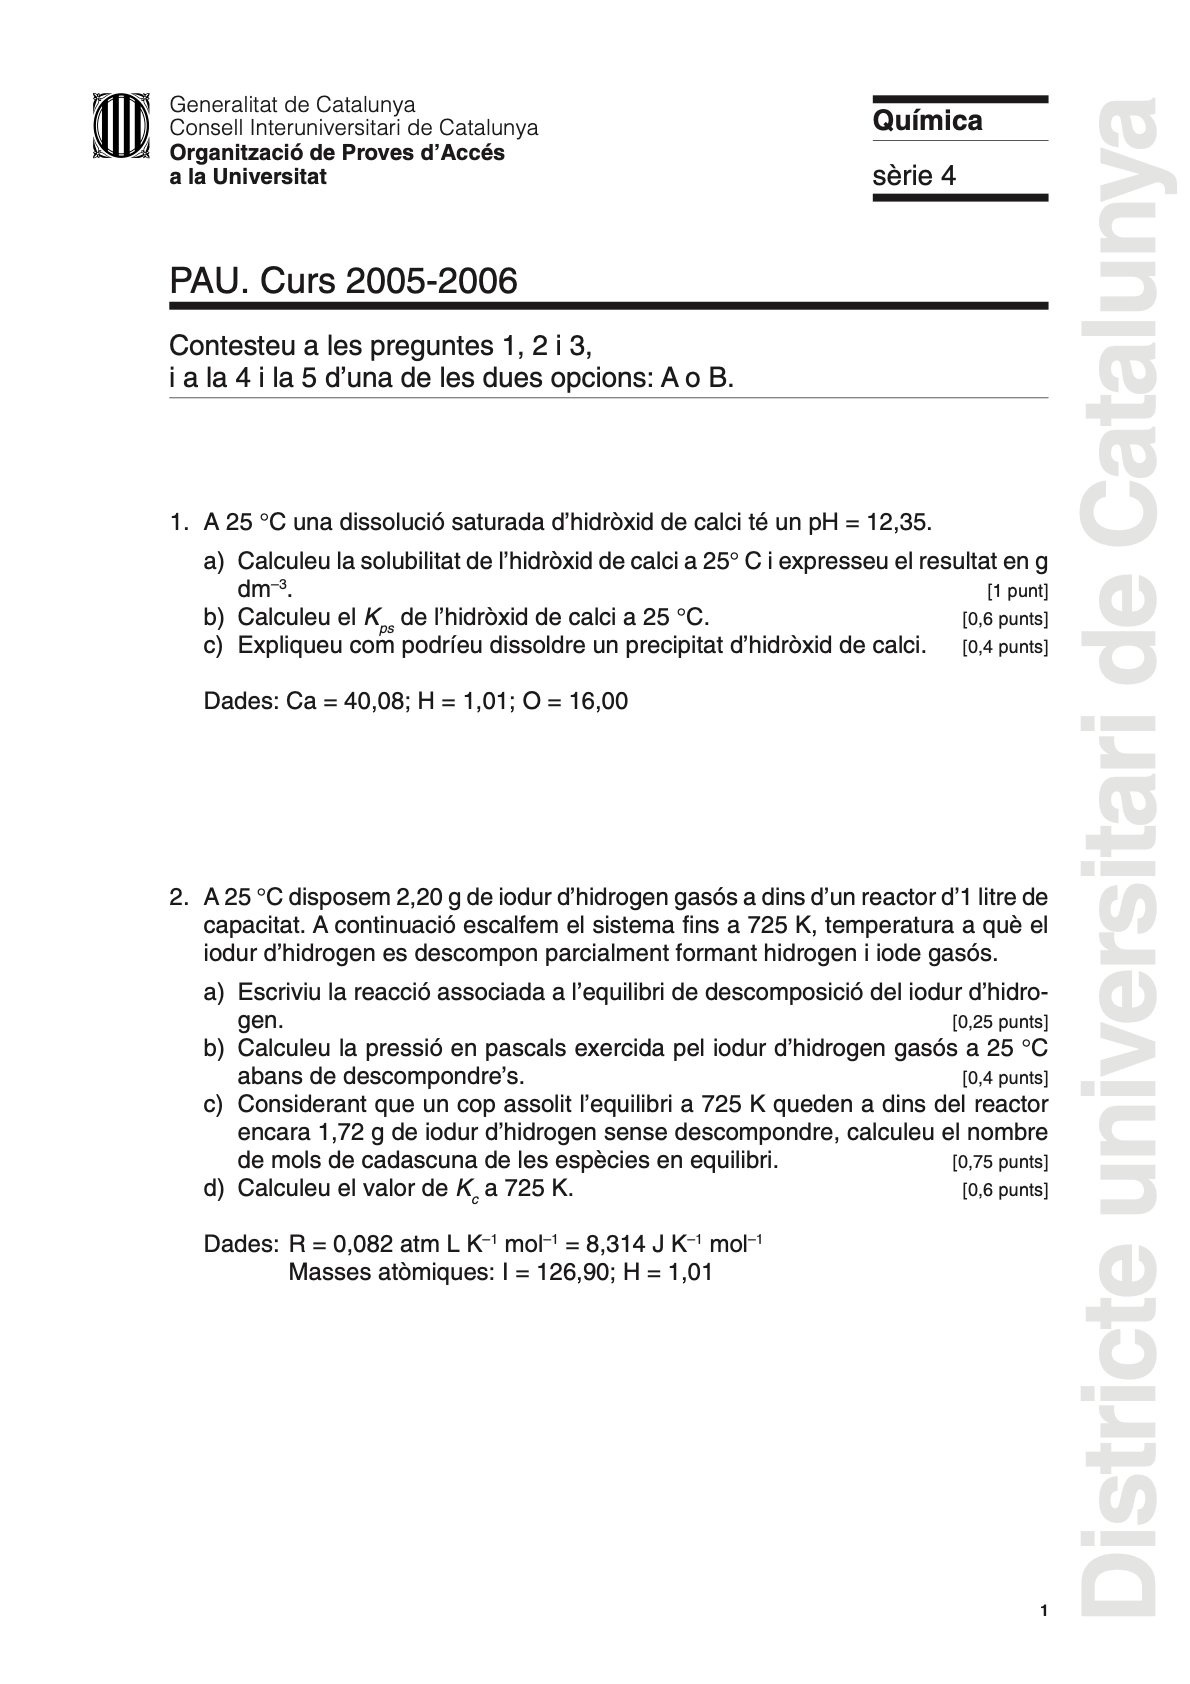 Generalitat de Catalunya
Consell Interuniversitari de Catalunya
Organització de Proves d’Accés
a la Universitat
Química
sèrie 4
PAU. Curs 2005-2006
Contesteu a les preguntes 1, 2 i 3,
i a la 4 i la 5 d’una de les dues opcions: A o B.
1. A 25 °C una dissolució saturada d’hidròxid de calci té un pH = 12,35.
a) Calculeu la solubilitat de l’hidròxid de calci a 25° C i expresseu el resultat en g
dm⁻³. [1 punt]
b) Calculeu el Kps de l’hidròxid de calci a 25 °C. [0,6 punts]
c) Expliqueu com podríeu dissoldre un precipitat d’hidròxid de calci. [0,4 punts]
Dades: Ca = 40,08; H = 1,01; O = 16,00
2. A 25 °C disposem 2,20 g de iodur d’hidrogen gasós a dins d’un reactor d’1 litre de
capacitat. A continuació escalfem el sistema fins a 725 K, temperatura a què el
iodur d’hidrogen es descompon parcialment formant hidrogen i iode gasós.
a) Escriviu la reacció associada a l’equilibri de descomposició del iodur d’hidro-
gen. [0,25 punts]
b) Calculeu la pressió en pascals exercida pel iodur d’hidrogen gasós a 25 °C
abans de descompondre’s. [0,4 punts]
c) Considerant que un cop assolit l’equilibri a 725 K queden a dins del reactor
encara 1,72 g de iodur d’hidrogen sense descompondre, calculeu el nombre
de mols de cadascuna de les espècies en equilibri. [0,75 punts]
d) Calculeu el valor de Kc a 725 K. [0,6 punts]
Dades: R = 0,082 atm L K⁻¹ mol⁻¹ = 8,314 J K⁻¹ mol⁻¹
Masses atòmiques: I = 126,90; H = 1,01
1
Districte universitari de Catalunya